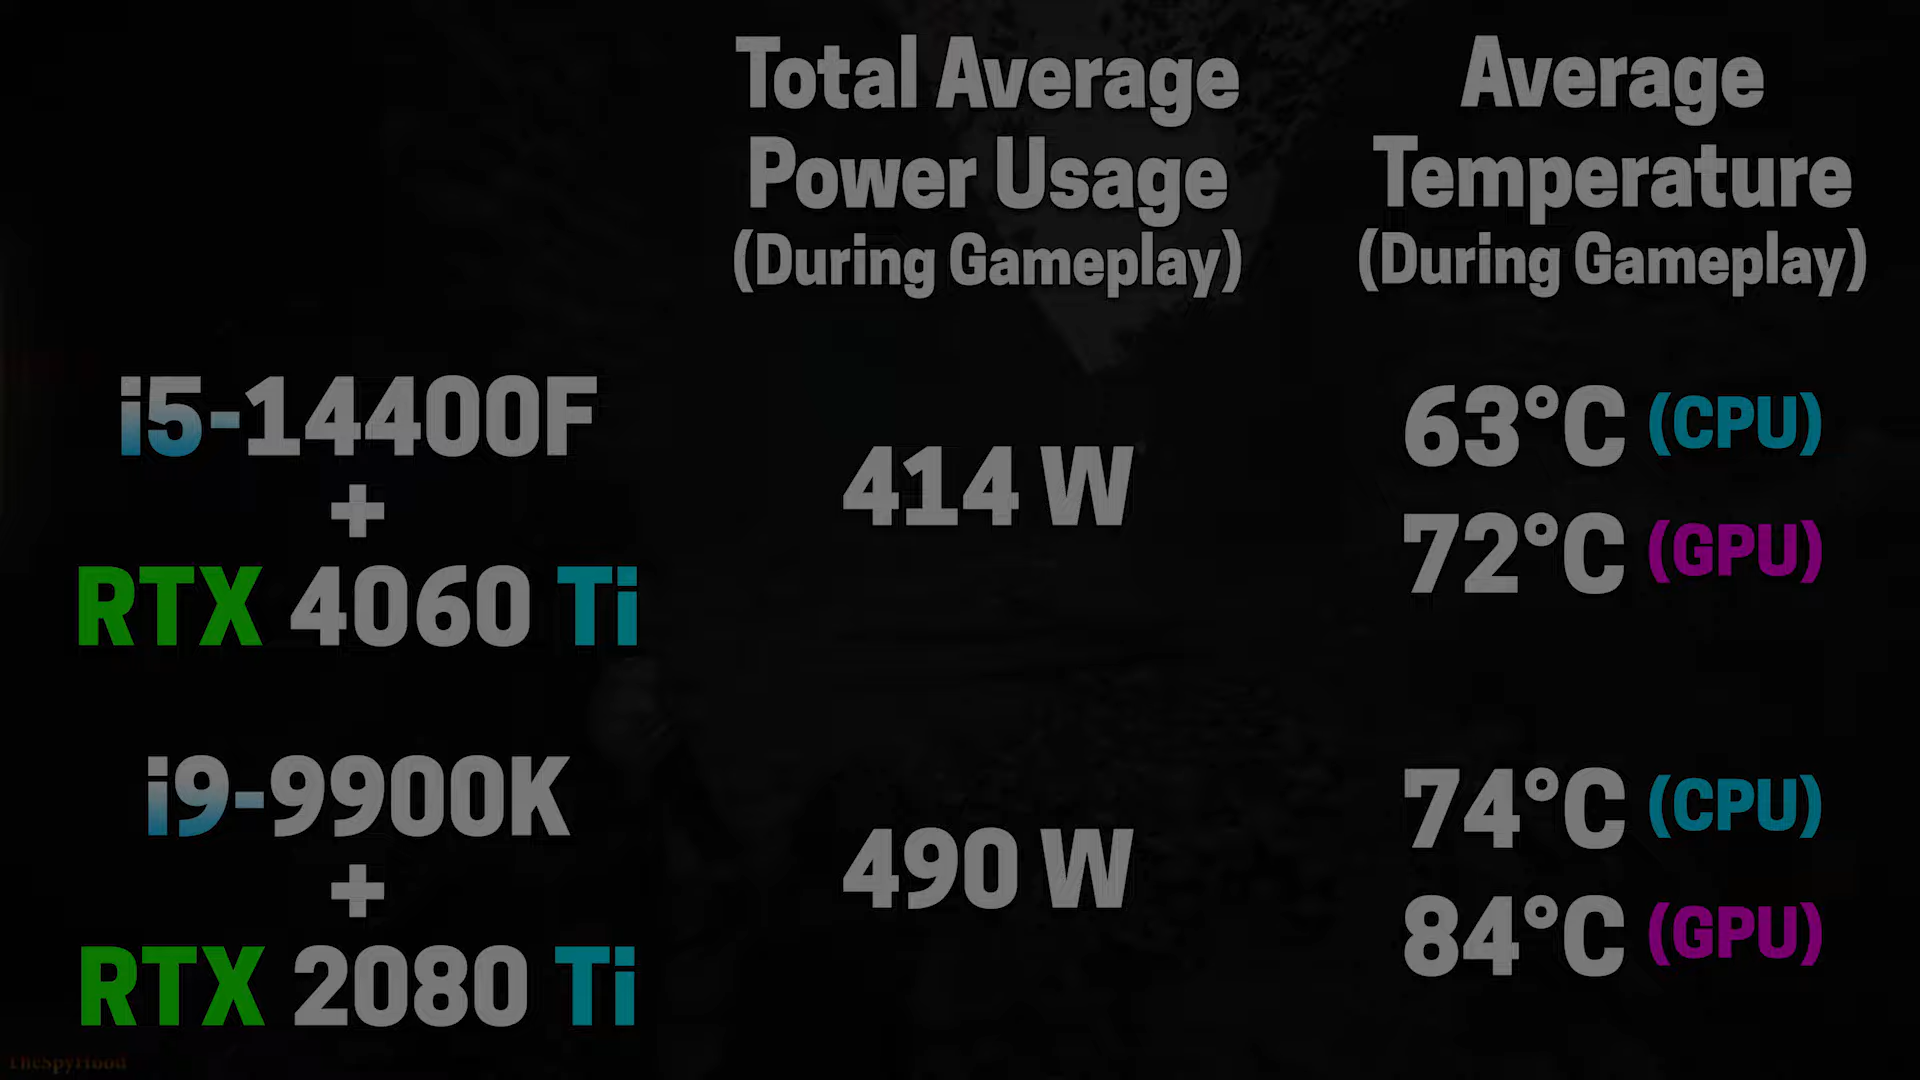 Total Average
Power Usage
(During Gameplay)
Average
Temperature
(During Gameplay)
i5-14400F
+
RTX 4060 Ti
414 W
63°C (CPU)
72°C (GPU)
i9-9900K
+
RTX 2080 Ti
490 W
74°C (CPU)
84°C (GPU)
TheSpyHood